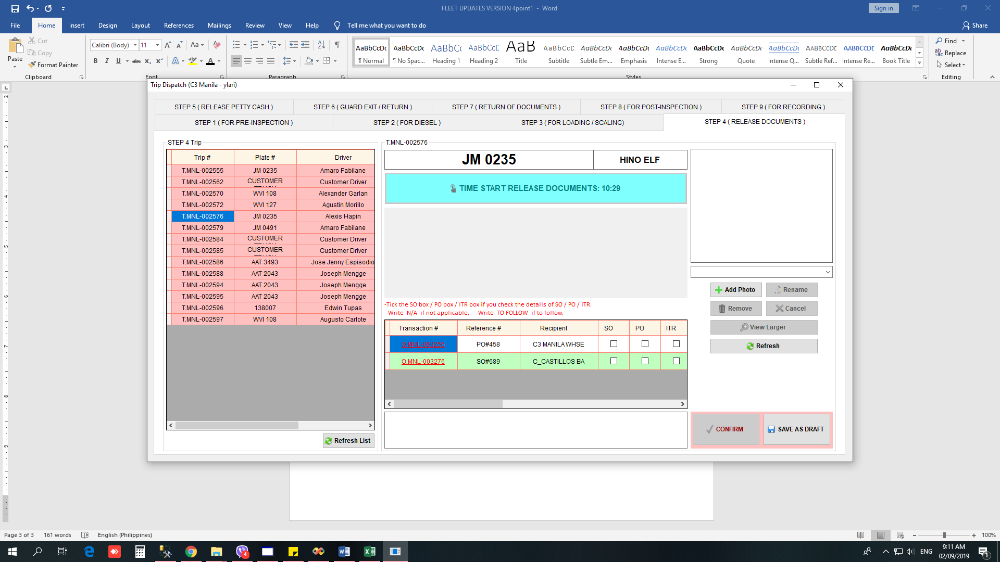 FLEET UPDATES VERSION 4point1 - Word
Sign in
File Home Insert Design Layout References Mailings Review View Help Tell me what you want to do Share
Paste
Cut
Copy
Format Painter
Clipboard
Calibri (Body) 11
Font
Paragraph
AaBbCcDc AaBbCcDc AaBbCc AaBbCcD AaB AaBbCcD AaBbCcDc AaBbCcDc AaBbCcDc AaBbCcDc AaBbCcDc AaBbCcDc AABBCCDD AABBCCDD AaBbCcDc
¶ Normal ¶ No Spac... Heading 1 Heading 2 Title Subtitle Subtle Em... Emphasis Intense E... Strong Quote Intense Q... Subtle Ref... Intense Re... Book Title
Styles
Find
Replace
Select
Editing
Trip Dispatch (C3 Manila - ylari)
STEP 5 ( RELEASE PETTY CASH ) STEP 6 ( GUARD EXIT / RETURN ) STEP 7 ( RETURN OF DOCUMENTS ) STEP 8 ( FOR POST-INSPECTION ) STEP 9 ( FOR RECORDING )
STEP 1 ( FOR PRE-INSPECTION ) STEP 2 ( FOR DIESEL ) STEP 3 ( FOR LOADING / SCALING) STEP 4 ( RELEASE DOCUMENTS )
STEP 4 Trip
Trip # Plate # Driver
T.MNL-002555 JM 0235 Amaro Fabilane
T.MNL-002562 CUSTOMER Customer Driver
T.MNL-002570 WVI 108 Alexander Garlan
T.MNL-002572 WVI 127 Agustin Morillo
T.MNL-002576 JM 0235 Alexis Hapin
T.MNL-002579 JM 0491 Amaro Fabilane
T.MNL-002584 CUSTOMER Customer Driver
T.MNL-002585 CUSTOMER Customer Driver
T.MNL-002586 AAT 3493 Jose Jenny Espisodio
T.MNL-002588 AAT 2043 Joseph Mengge
T.MNL-002594 AAT 2043 Joseph Mengge
T.MNL-002595 AAT 2043 Joseph Mengge
T.MNL-002596 138007 Edwin Tupas
T.MNL-002597 WVI 108 Augusto Carlote
Refresh List
T.MNL-002576
JM 0235 HINO ELF
TIME START RELEASE DOCUMENTS: 10:29
-Tick the SO box / PO box / ITR box if you check the details of SO / PO / ITR.
-Write N/A if not applicable. -Write TO FOLLOW if to follow.
Transaction # Reference # Recipient SO PO ITR
O.MNL-003255 PO#458 C3 MANILA WHSE
O.MNL-003276 SO#689 C_CASTILLOS BA
Add Photo Rename
Remove Cancel
View Larger
Refresh
CONFIRM SAVE AS DRAFT
Page 3 of 3 161 words English (Philippines) 100%
4
ENG
9:11 AM
02/09/2019
1